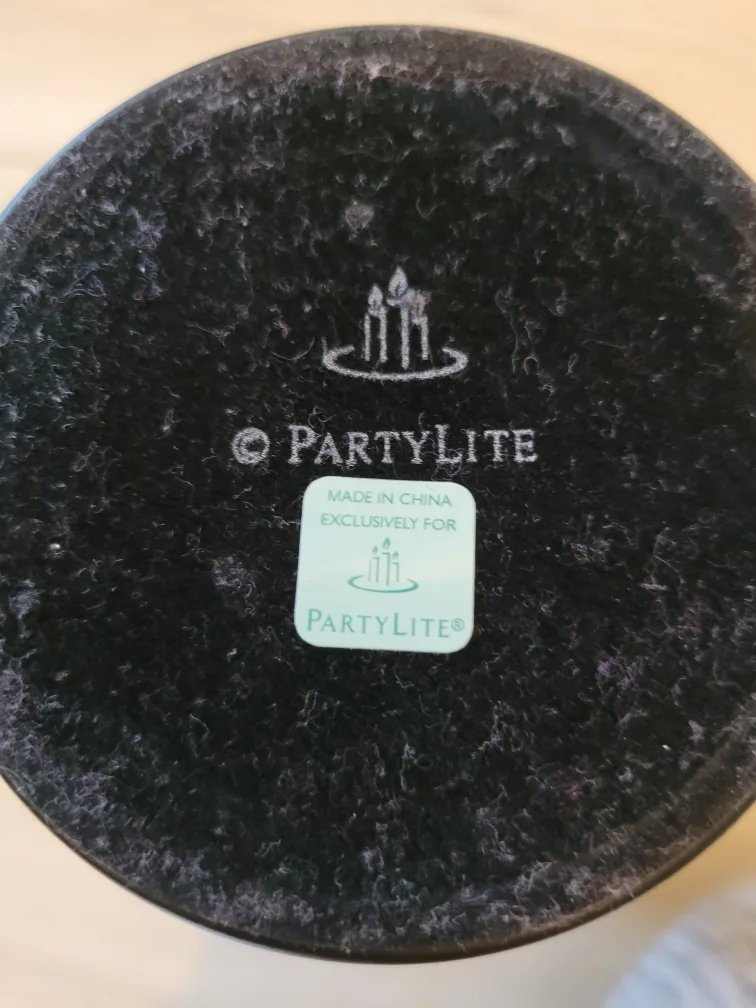 © PARTYLITE
MADE IN CHINA
EXCLUSIVELY FOR
PARTYLITE®